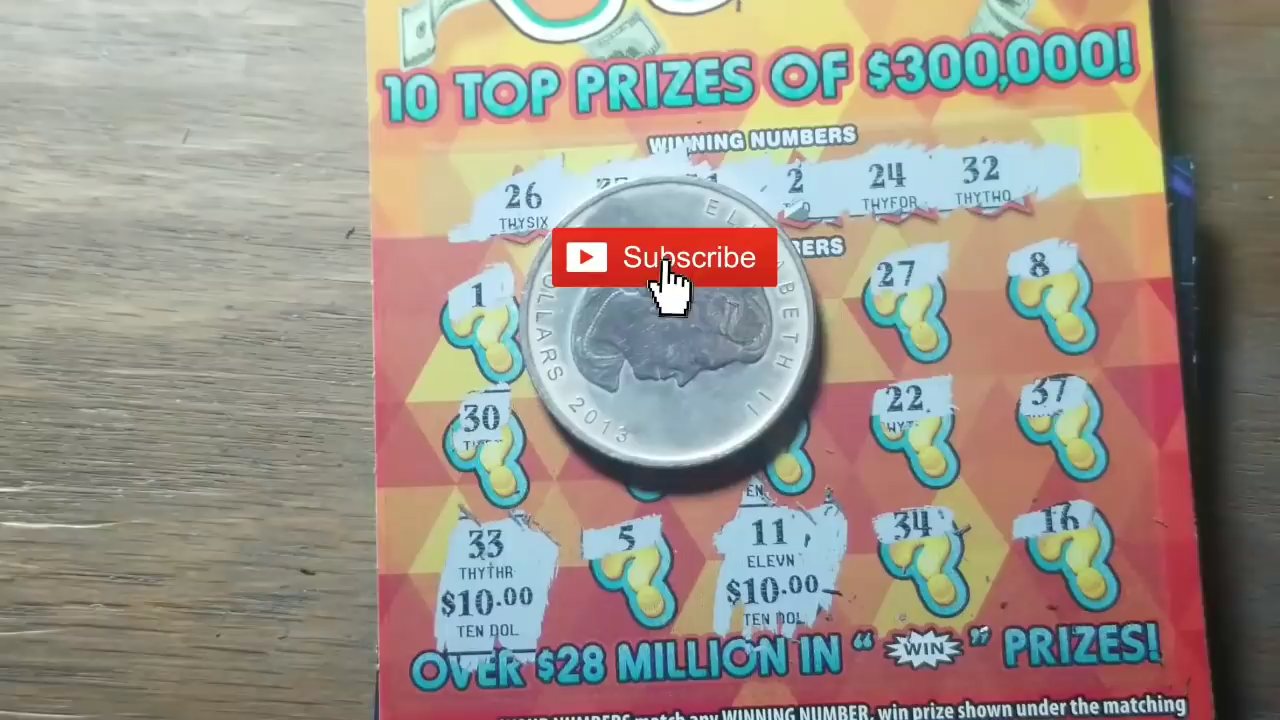 10 TOP PRIZES OF $300,000!
WINNING NUMBERS
26 2 24 32
THYSIX THYFOR THYTWO
ELIZABETH II
DOLLARS 2013
Subscribe
1 27 8
30 22 37
33 5 11 34 16
THYTHR ELEVN
$10.00 $10.00
TEN DOL TEN DOL
OVER $28 MILLION IN “ WIN ” PRIZES!
NUMBERS match any WINNING NUMBER, win prize shown under the matching